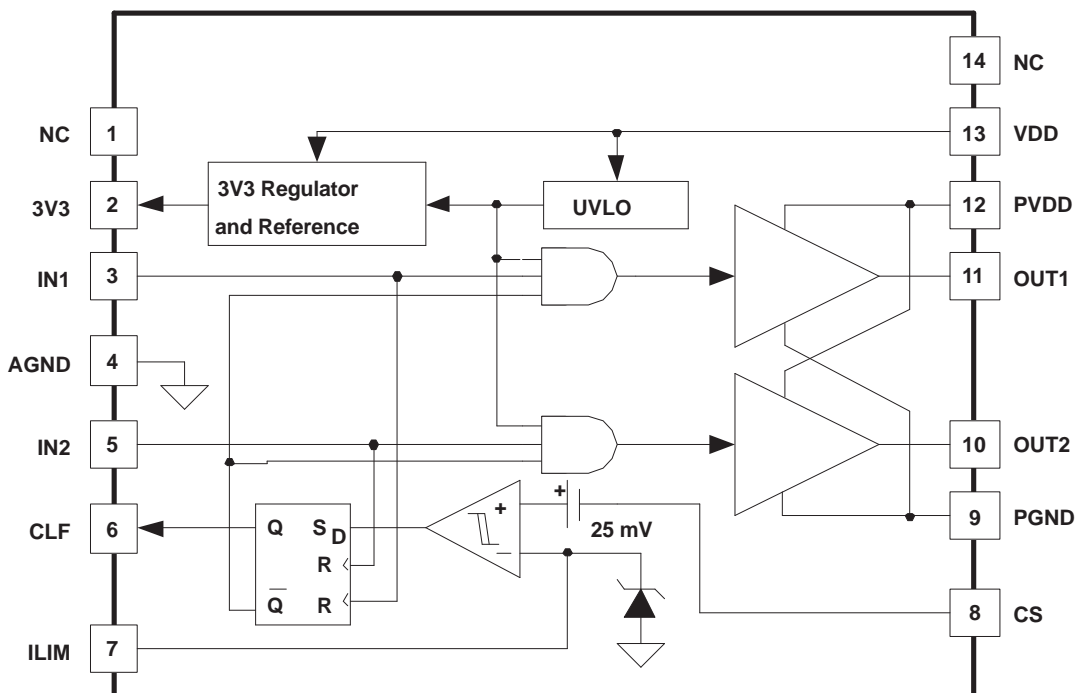 14 NC
NC 1
13 VDD
3V3 2
3V3 Regulator
and Reference
UVLO
12 PVDD
IN1 3
11 OUT1
AGND 4
IN2 5
10 OUT2
CLF 6
Q S D
+
+
25 mV
–
9 PGND
R
Q R
8 CS
ILIM 7